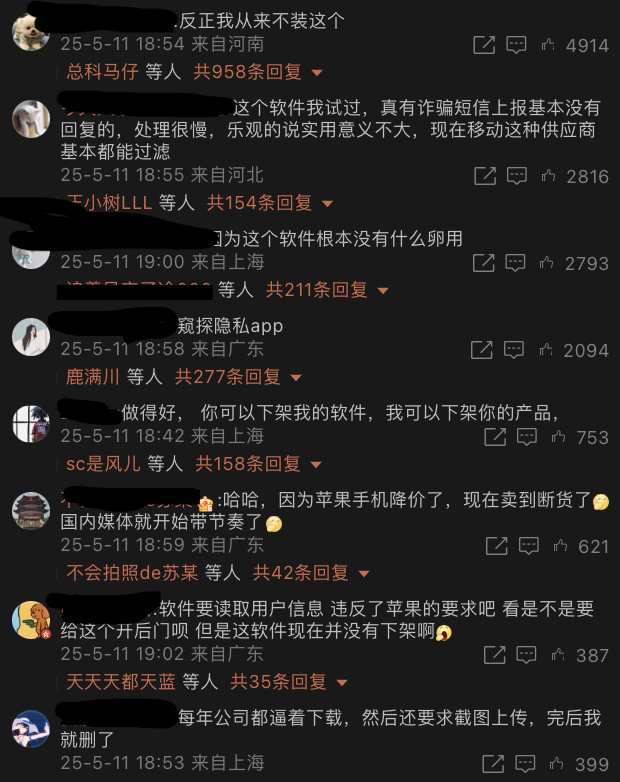 .反正我从来不装这个
25-5-11 18:54 来自河南
4914
总科马仔 等人 共958条回复
这个软件我试过，真有诈骗短信上报基本没有
回复的，处理很慢，乐观的说实用意义不大，现在移动这种供应商
基本都能过滤
25-5-11 18:55 来自河北
2816
王小树LLL 等人 共154条回复
因为这个软件根本没有什么卵用
25-5-11 19:00 来自上海
2793
等人 共211条回复
窥探隐私app
25-5-11 18:58 来自广东
2094
鹿满川 等人 共277条回复
做得好， 你可以下架我的软件，我可以下架你的产品，
25-5-11 18:42 来自上海
753
sc是风儿 等人 共158条回复
:哈哈，因为苹果手机降价了，现在卖到断货了
国内媒体就开始带节奏了
25-5-11 18:59 来自广东
621
不会拍照de苏某 等人 共42条回复
:软件要读取用户信息 违反了苹果的要求吧 看是不是要
给这个开后门呗 但是这软件现在并没有下架啊
25-5-11 19:02 来自广东
387
天天天都天蓝 等人 共35条回复
每年公司都逼着下载，然后还要求截图上传，完后我
就删了
25-5-11 18:53 来自上海
399